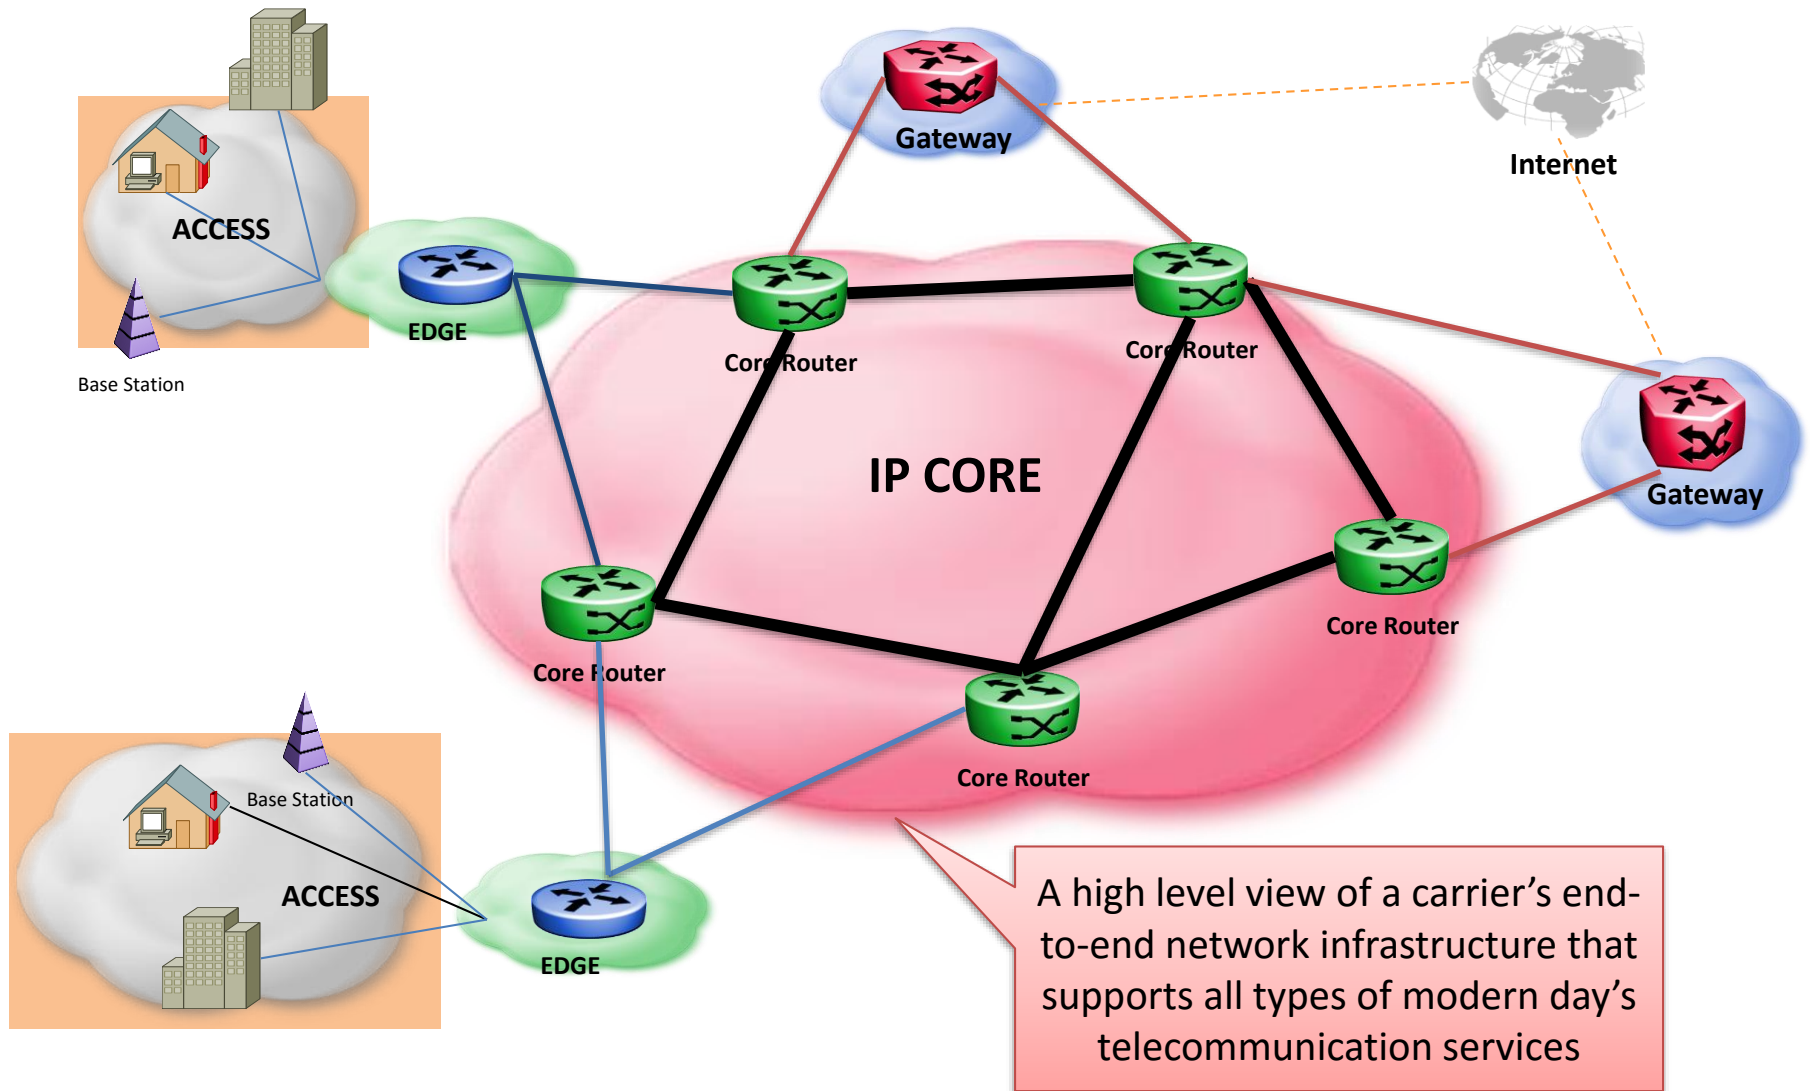 Gateway
Internet
ACCESS
EDGE
Base Station
Core Router
Core Router
IP CORE
Gateway
Core Router
Core Router
Core Router
Base Station
ACCESS
EDGE
A high level view of a carrier’s end-
to-end network infrastructure that
supports all types of modern day’s
telecommunication services